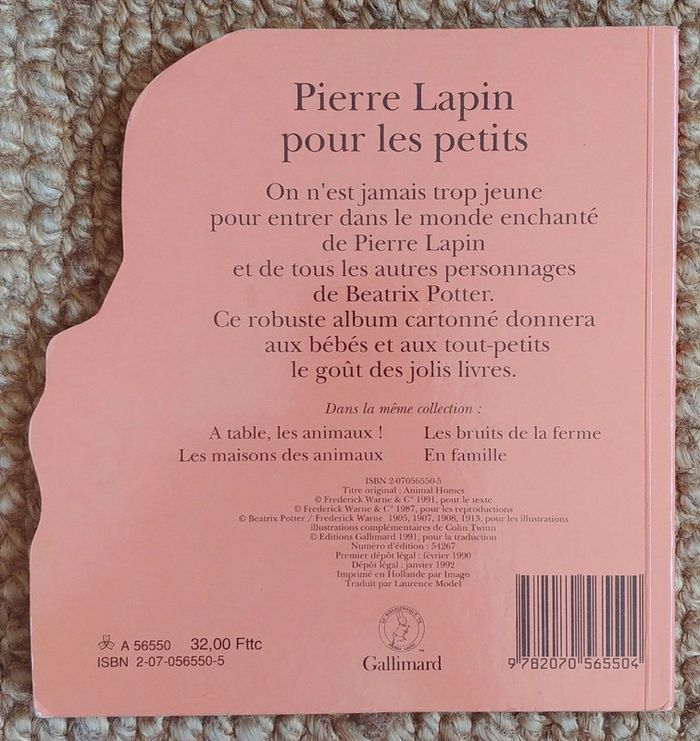 Pierre Lapin
pour les petits
On n'est jamais trop jeune
pour entrer dans le monde enchanté
de Pierre Lapin
et de tous les autres personnages
de Beatrix Potter.
Ce robuste album cartonné donnera
aux bébés et aux tout-petits
le goût des jolis livres.
Dans la même collection :
A table, les animaux ! Les bruits de la ferme
Les maisons des animaux En famille
ISBN 2-07056550-5
Titre original : Animal Homes
© Frederick Warne & C° 1991, pour le texte
© Frederick Warne & C° 1987, pour les reproductions
© Beatrix Potter / Frederick Warne 1905, 1907, 1908, 1913, pour les illustrations
illustrations complémentaires de Colin Twinn
© Editions Gallimard 1991, pour la traduction
Numéro d'édition : 54267
Premier dépôt légal : février 1990
Dépôt légal : janvier 1992
Imprimé en Hollande par Imago
Traduit par Laurence Model
A 56550 32,00 Fttc
ISBN 2-07-056550-5
LA BIBLIOTHEQUE DE
PIERRE LAPIN
TM
Gallimard
9 782070 565504